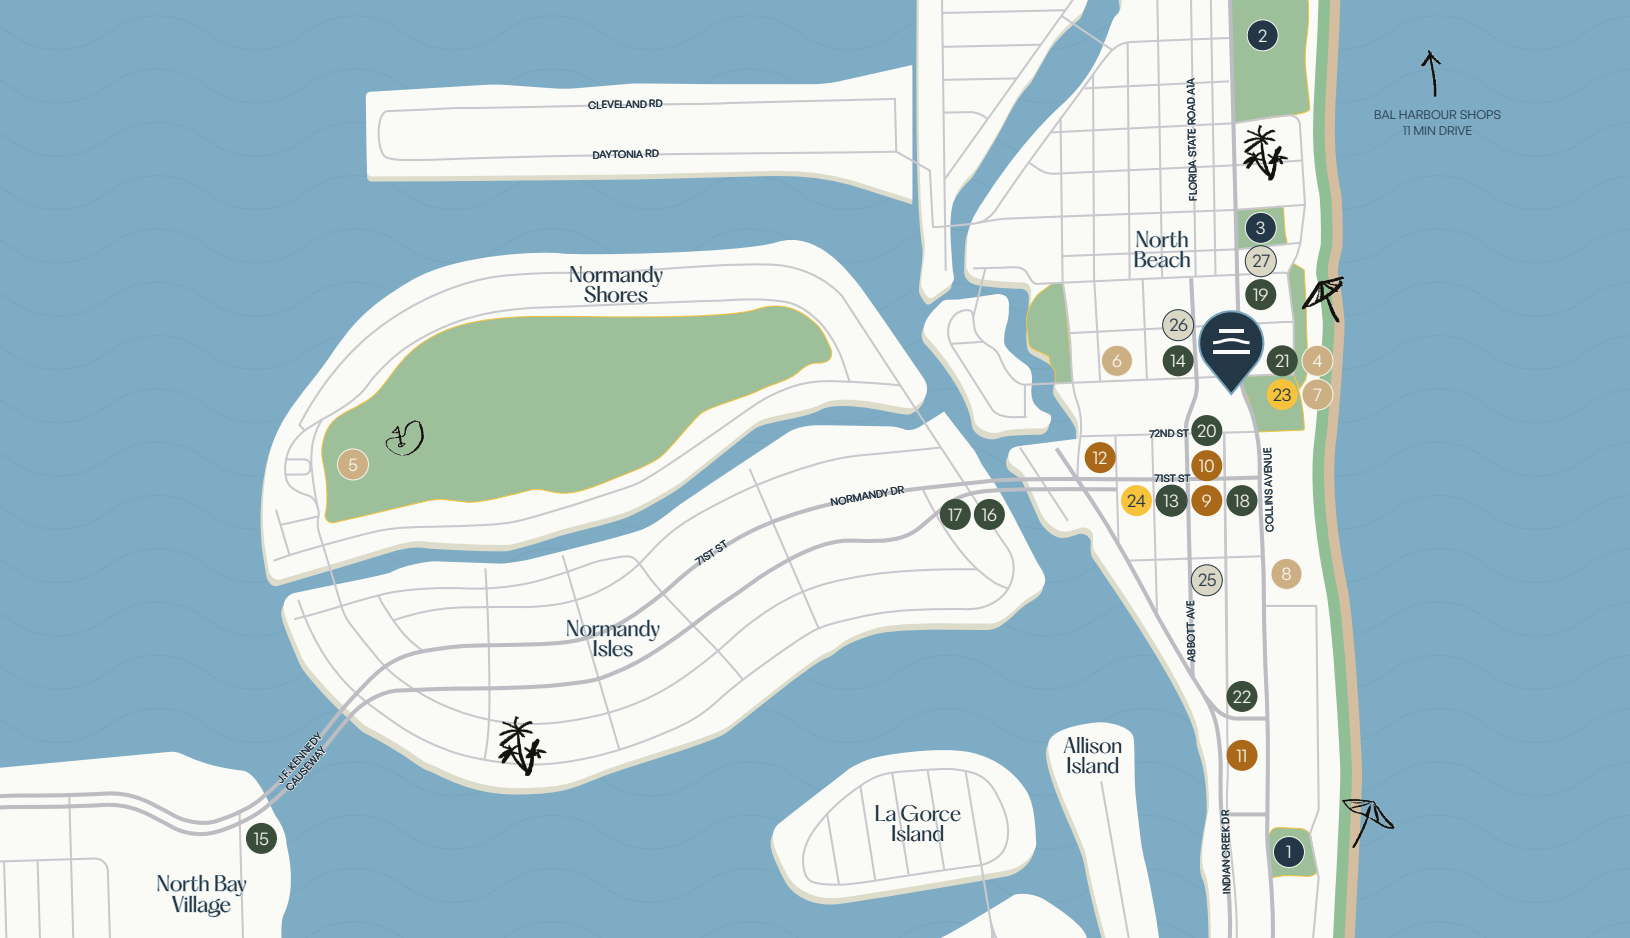 2
BAL HARBOUR SHOPS
11 MIN DRIVE
CLEVELAND RD
DAYTONIA RD
FLORIDA STATE ROAD A1A
3
North
Beach
27
19
Normandy
Shores
26
6
14
21
4
23
7
5
72ND ST
20
12
10
71ST ST
COLLINS AVENUE
NORMANDY DR
24
13
9
18
17
16
71ST ST
8
25
ABBOTT AVE
Normandy
Isles
22
J.F. KENNEDY
CAUSEWAY
11
Allison
Island
La Gorce
Island
INDIAN CREEK DR
15
1
North Bay
Village